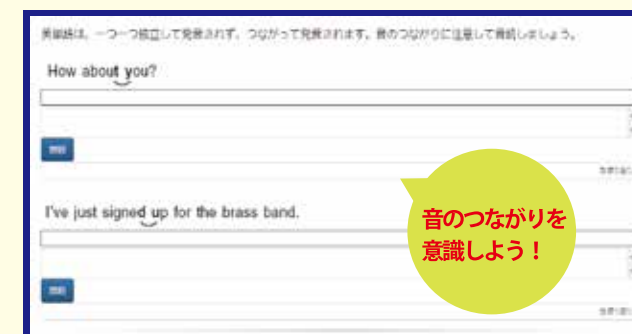 英単語は、一つ一つ独立して発音されず、つながって発音されます。音のつながりに注意して音読しましょう。
How about you?
I've just signed up for the brass band.
音のつながりを
意識しよう！